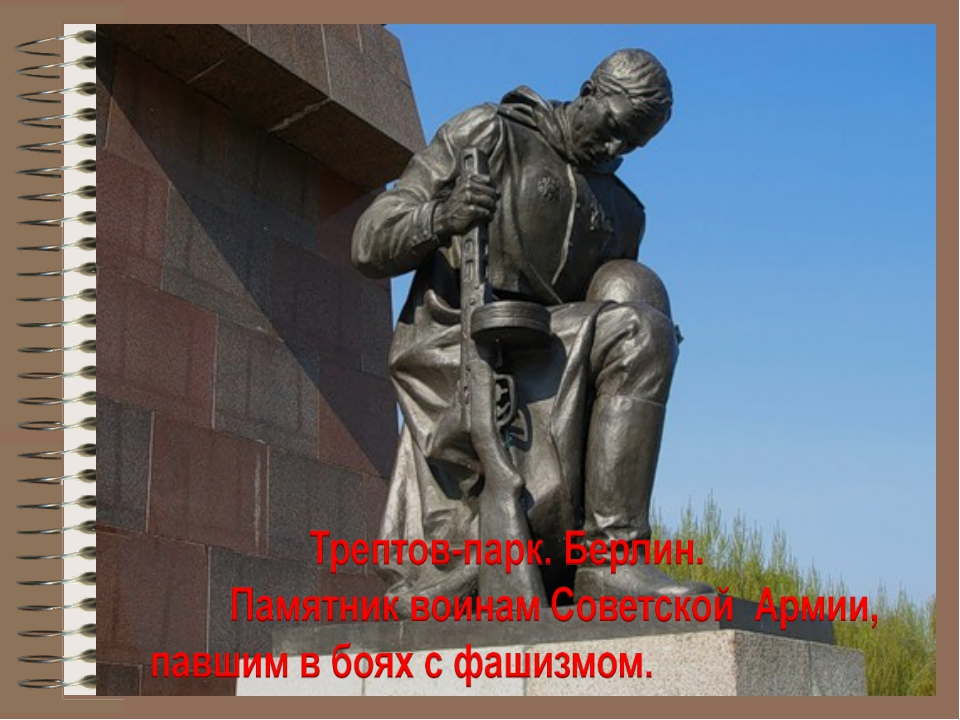 Трептов-парк. Берлин.
Памятник воинам Советской Армии,
павшим в боях с фашизмом.